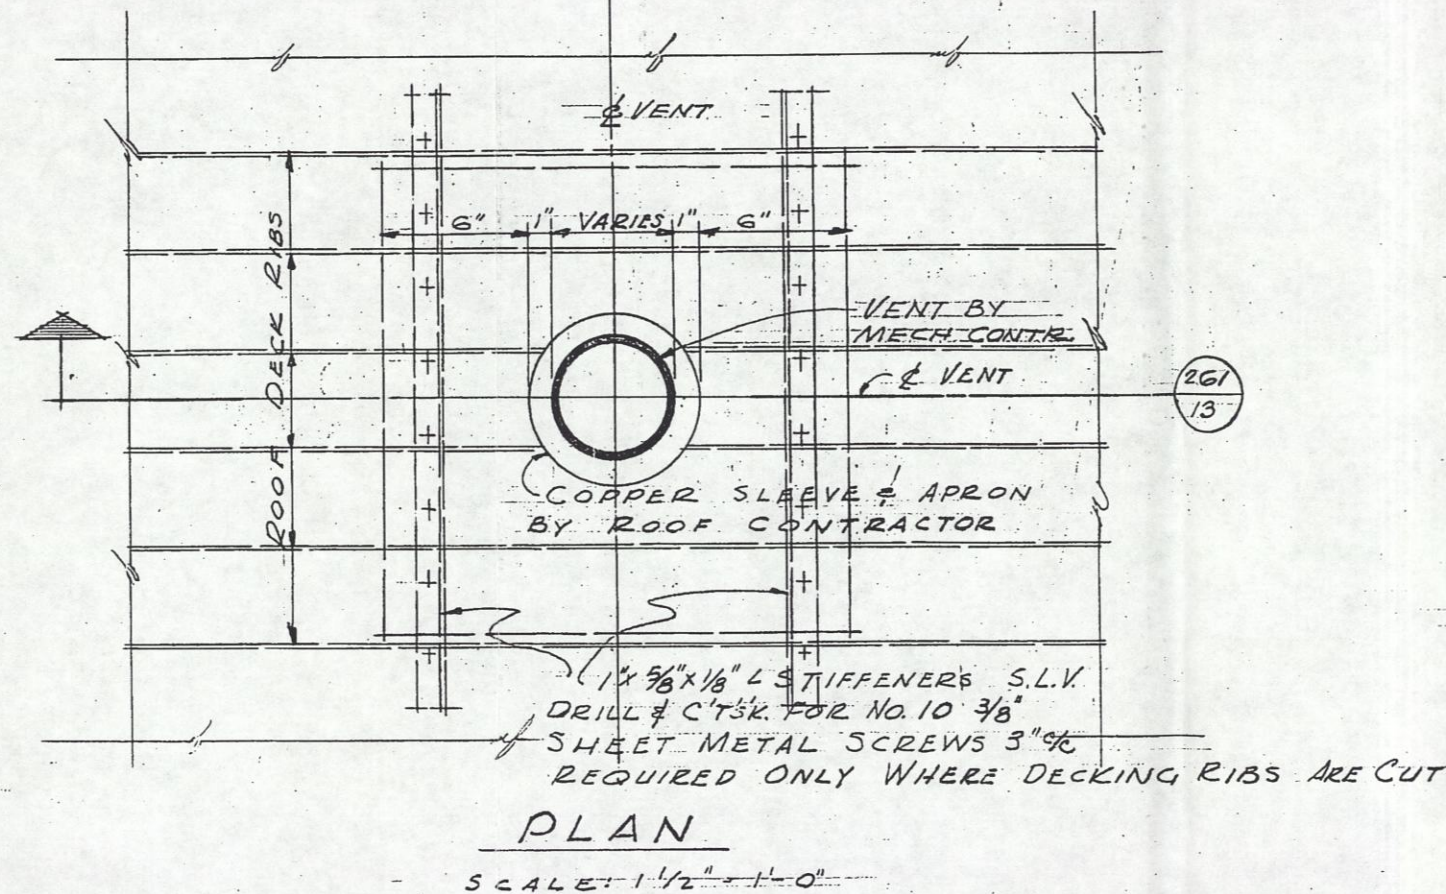 ℄ VENT
6" 1" VARIES 1" 6"
ROOF DECK RIBS
VENT BY
MECH CONTR.
℄ VENT
261
13
COPPER SLEEVE & APRON
BY ROOF CONTRACTOR
1" x 5/8" x 1/8" L STIFFENERS S.L.V.
DRILL & C'TSK. FOR NO. 10 3/8"
SHEET METAL SCREWS 3" c/c
REQUIRED ONLY WHERE DECKING RIBS ARE CUT
PLAN
SCALE: 1 1/2" = 1'-0"